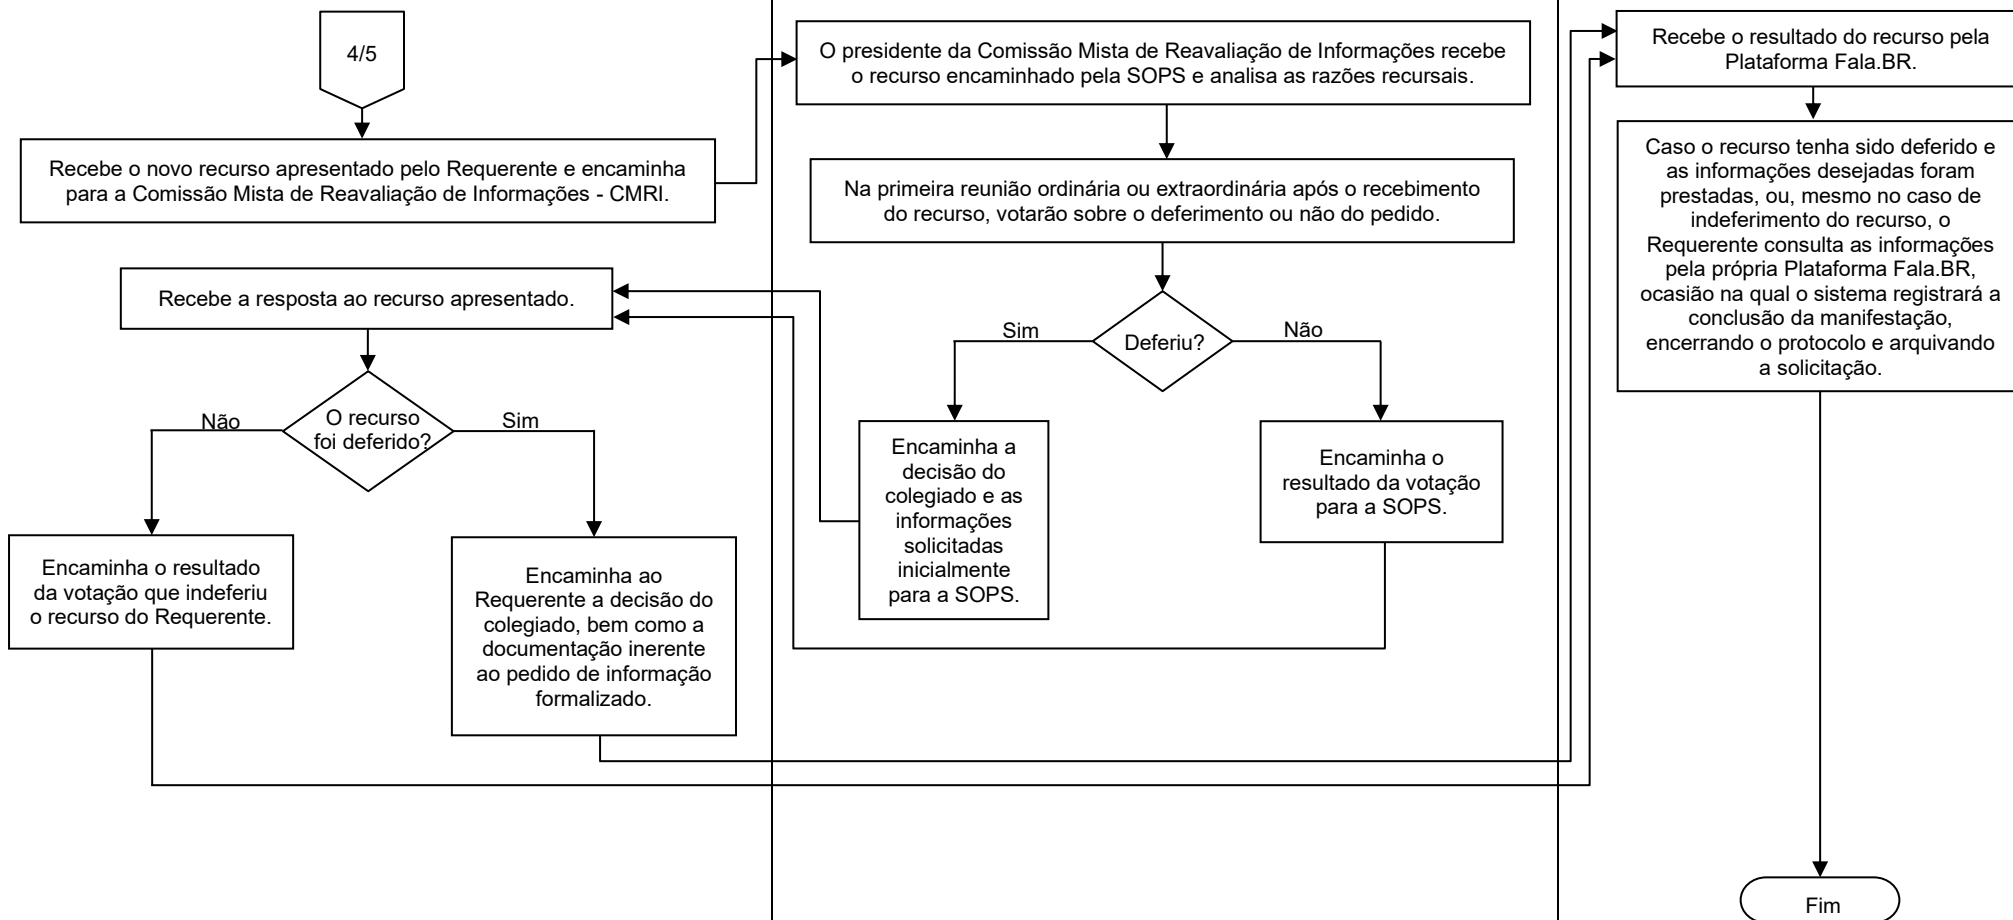 4/5
Recebe o novo recurso apresentado pelo Requerente e encaminha
para a Comissão Mista de Reavaliação de Informações - CMRI.
Recebe a resposta ao recurso apresentado.
O recurso
foi deferido?
Não
Sim
Encaminha o resultado
da votação que indeferiu
o recurso do Requerente.
Encaminha ao
Requerente a decisão do
colegiado, bem como a
documentação inerente
ao pedido de informação
formalizado.
O presidente da Comissão Mista de Reavaliação de Informações recebe
o recurso encaminhado pela SOPS e analisa as razões recursais.
Na primeira reunião ordinária ou extraordinária após o recebimento
do recurso, votarão sobre o deferimento ou não do pedido.
Sim
Deferiu?
Não
Encaminha a
decisão do
colegiado e as
informações
solicitadas
inicialmente
para a SOPS.
Encaminha o
resultado da votação
para a SOPS.
Recebe o resultado do recurso pela
Plataforma Fala.BR.
Caso o recurso tenha sido deferido e
as informações desejadas foram
prestadas, ou, mesmo no caso de
indeferimento do recurso, o
Requerente consulta as informações
pela própria Plataforma Fala.BR,
ocasião na qual o sistema registrará a
conclusão da manifestação,
encerrando o protocolo e arquivando
a solicitação.
Fim